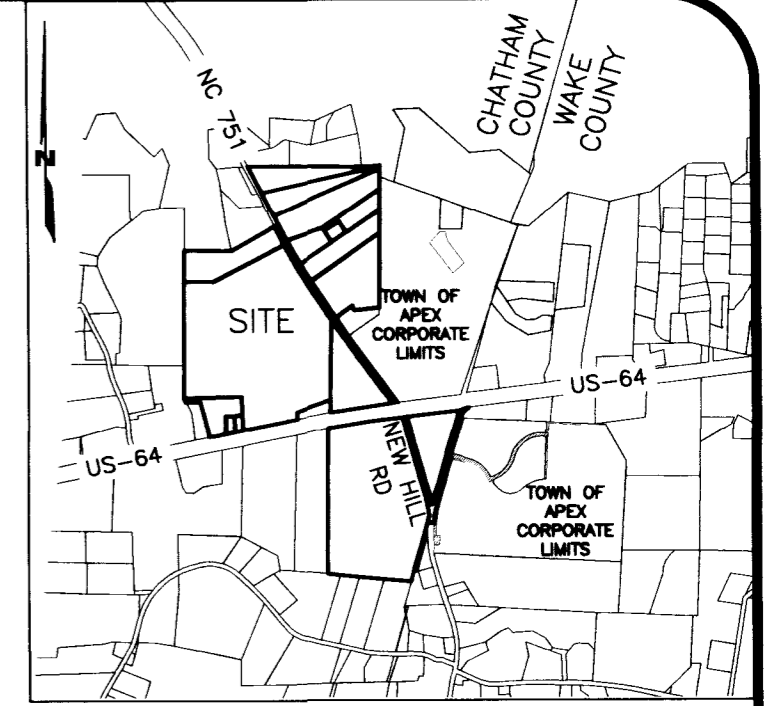 CHATHAM
COUNTY
WAKE
COUNTY
NC 751
N
SITE
TOWN OF
APEX
CORPORATE
LIMITS
US-64
US-64
NEW HILL
RD
TOWN OF
APEX
CORPORATE
LIMITS